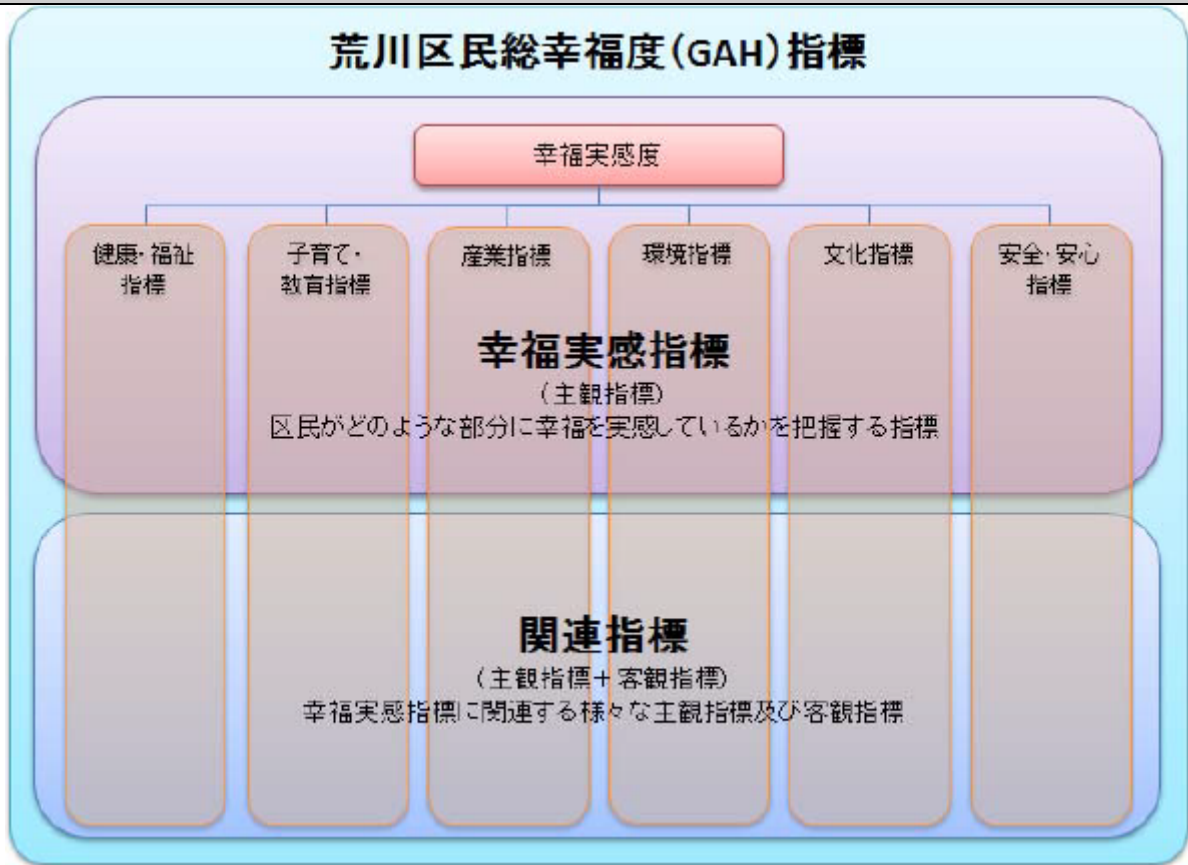 荒川区民総幸福度(GAH)指標
幸福実感度
健康・福祉
指標
子育て・
教育指標
産業指標
環境指標
文化指標
安全・安心
指標
幸福実感指標
(主観指標)
区民がどのような部分に幸福を実感しているかを把握する指標
関連指標
(主観指標+客観指標)
幸福実感指標に関連する様々な主観指標及び客観指標